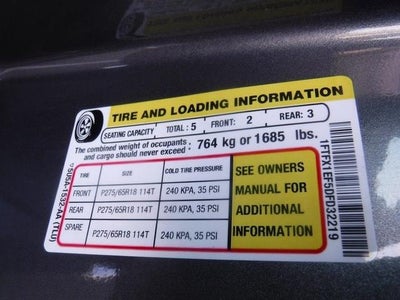 TIRE AND LOADING INFORMATION
SEATING CAPACITY TOTAL: 5 FRONT: 2 REAR: 3
The combined weight of occupants and cargo should never exceed: 764 kg or 1685 lbs.
TIRE SIZE COLD TIRE PRESSURE
FRONT P275/65R18 114T 240 KPA, 35 PSI
REAR P275/65R18 114T 240 KPA, 35 PSI
SPARE P275/65R18 114T 240 KPA, 35 PSI
SEE OWNERS
MANUAL FOR
ADDITIONAL
INFORMATION
1FTFX1EF5DFD32219